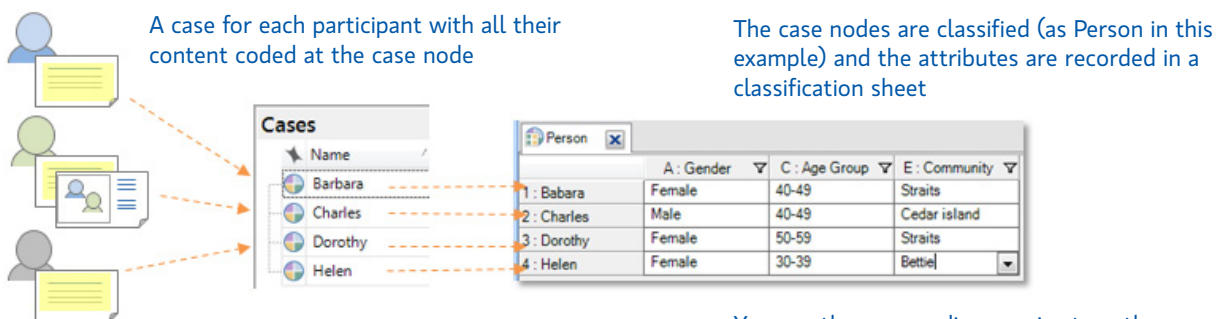 A case for each participant with all their
content coded at the case node
The case nodes are classified (as Person in this
example) and the attributes are recorded in a
classification sheet
Cases
Name
Barbara
Charles
Dorothy
Helen
Person
A : Gender C : Age Group E : Community
1 : Babara Female 40-49 Straits
2 : Charles Male 40-49 Cedar island
3 : Dorothy Female 50-59 Straits
4 : Helen Female 30-39 Bettie